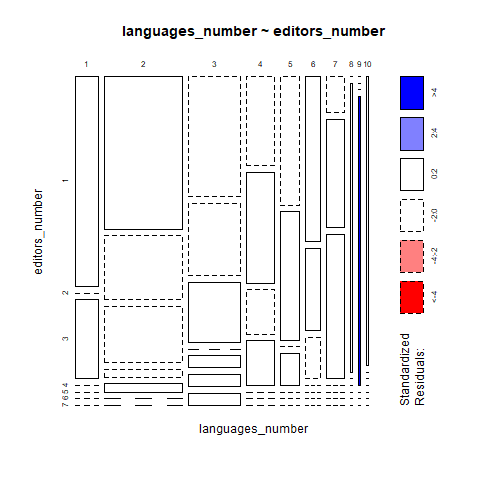 languages_number ~ editors_number
1 2 3 4 5 6 7 8 9 10
1
2
3
4
5
6
7
editors_number
languages_number
>4
2:4
0:2
-2:0
-4:-2
<-4
Standardized
Residuals: